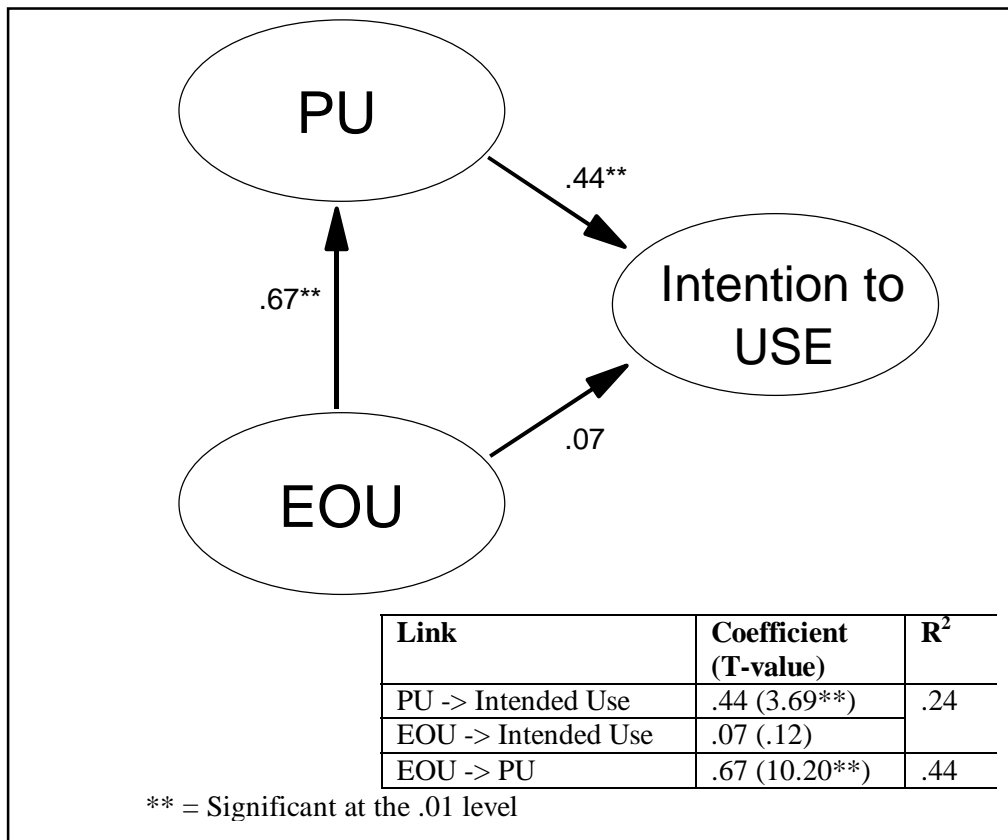 PU
.44**
Intention to
USE
.67**
.07
EOU
Link Coefficient (T-value) R2
PU -> Intended Use .44 (3.69**) .24
EOU -> Intended Use .07 (.12)
EOU -> PU .67 (10.20**) .44
** = Significant at the .01 level